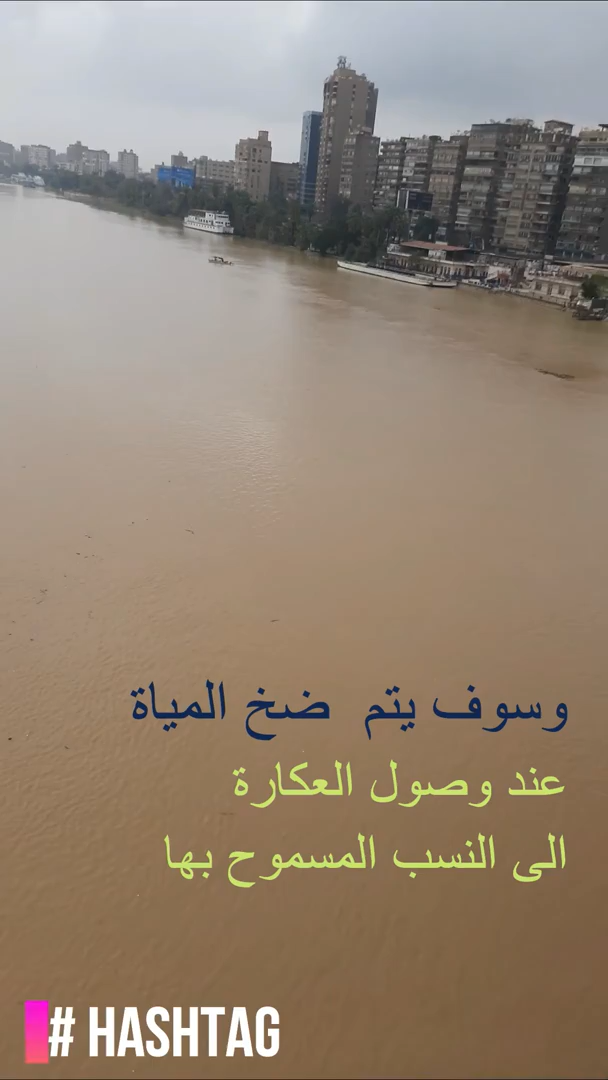 وسوف يتم  ضخ المياة
عند وصول العكارة
الى النسب المسموح بها
# HASHTAG